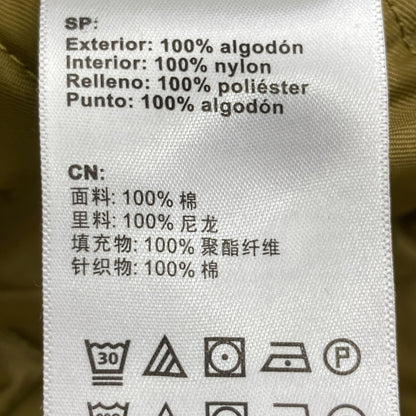 SP:
Exterior: 100% algodón
Interior: 100% nylon
Relleno: 100% poliéster
Punto: 100% algodón
CN:
面料: 100% 棉
里料: 100% 尼龙
填充物: 100% 聚酯纤维
针织物: 100% 棉
30 P